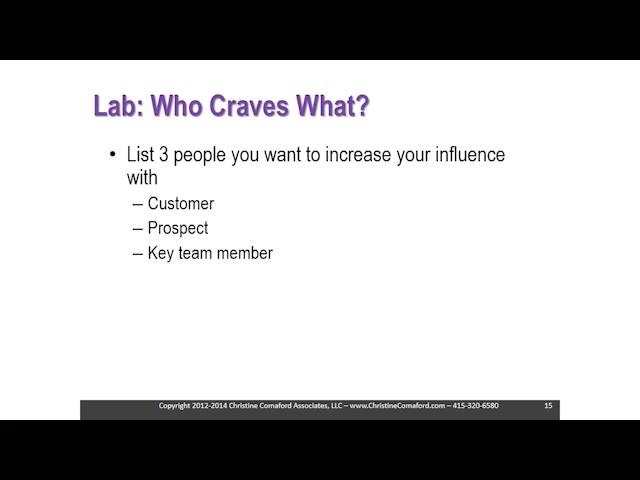 Lab: Who Craves What?
• List 3 people you want to increase your influence
with
– Customer
– Prospect
– Key team member
Copyright 2012-2014 Christine Comaford Associates, LLC – www.ChristineComaford.com – 415-320-6580 15